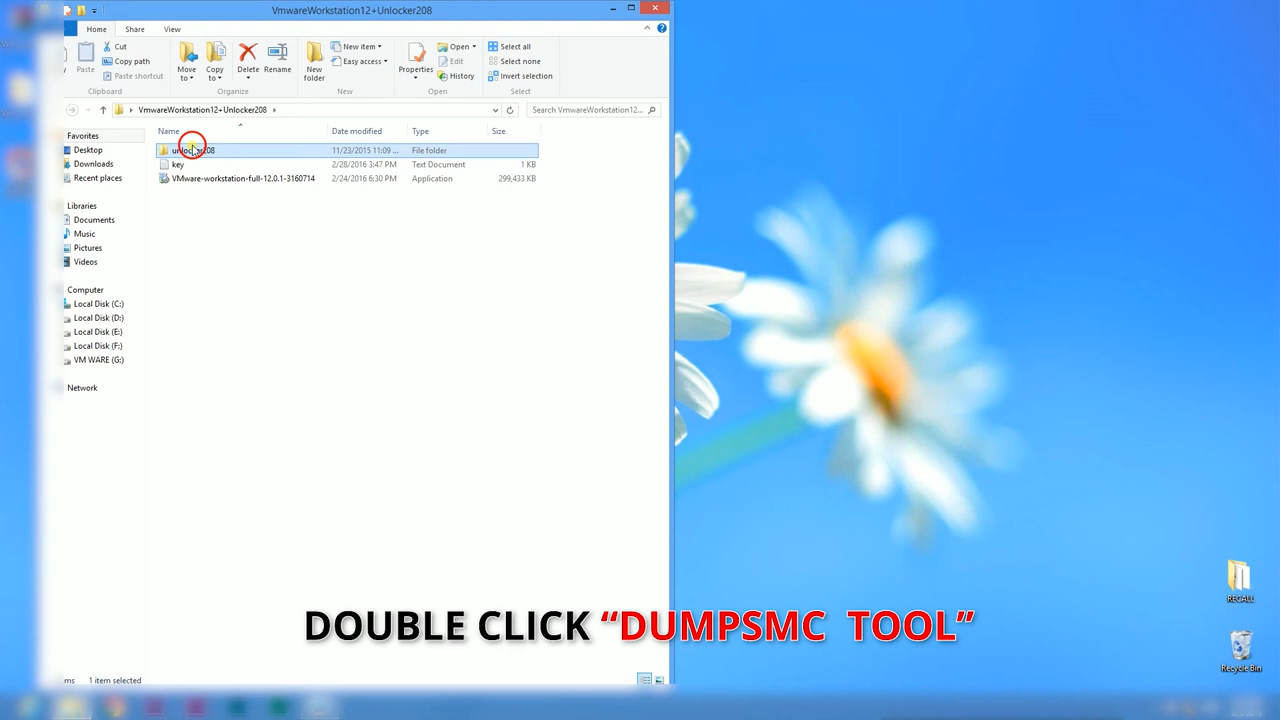 VmwareWorkstation12+Unlocker208
Home Share View
Cut
Copy path
Paste shortcut
Paste
Move to
Copy to
Delete
Rename
New folder
New item
Easy access
Properties
Open
Edit
History
Select all
Select none
Invert selection
Clipboard Organize New Open Select
VmwareWorkstation12+Unlocker208
Search VmwareWorkstation12...
Name Date modified Type Size
11/23/2015 11:09 ... File folder
key 2/28/2016 3:47 PM Text Document 1 KB
VMware-workstation-full-12.0.1-3160714 2/24/2016 6:30 PM Application 299,433 KB
Favorites
Desktop
Downloads
Recent places
Libraries
Documents
Music
Pictures
Videos
Computer
Local Disk (C:)
Local Disk (D:)
Local Disk (E:)
Local Disk (F:)
VM WARE (G:)
Network
RECALL
Recycle Bin
DOUBLE CLICK “DUMPSMC TOOL”
1 item selected